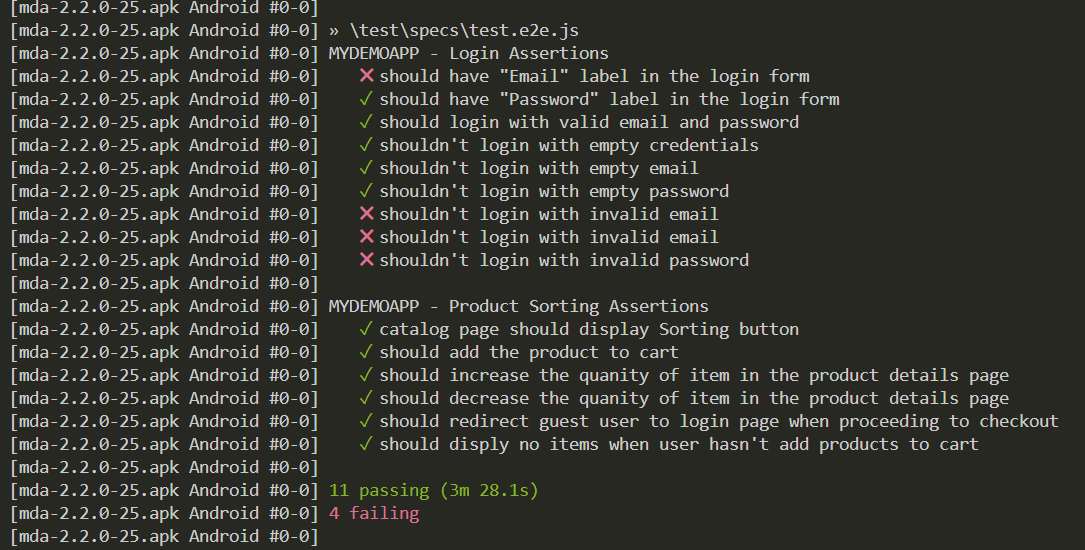 [mda-2.2.0-25.apk Android #0-0]
[mda-2.2.0-25.apk Android #0-0] » \test\specs\test.e2e.js
[mda-2.2.0-25.apk Android #0-0] MYDEMOAPP - Login Assertions
[mda-2.2.0-25.apk Android #0-0] ✖ should have "Email" label in the login form
[mda-2.2.0-25.apk Android #0-0] ✓ should have "Password" label in the login form
[mda-2.2.0-25.apk Android #0-0] ✓ should login with valid email and password
[mda-2.2.0-25.apk Android #0-0] ✓ shouldn't login with empty credentials
[mda-2.2.0-25.apk Android #0-0] ✓ shouldn't login with empty email
[mda-2.2.0-25.apk Android #0-0] ✓ shouldn't login with empty password
[mda-2.2.0-25.apk Android #0-0] ✖ shouldn't login with invalid email
[mda-2.2.0-25.apk Android #0-0] ✖ shouldn't login with invalid email
[mda-2.2.0-25.apk Android #0-0] ✖ shouldn't login with invalid password
[mda-2.2.0-25.apk Android #0-0]
[mda-2.2.0-25.apk Android #0-0] MYDEMOAPP - Product Sorting Assertions
[mda-2.2.0-25.apk Android #0-0] ✓ catalog page should display Sorting button
[mda-2.2.0-25.apk Android #0-0] ✓ should add the product to cart
[mda-2.2.0-25.apk Android #0-0] ✓ should increase the quanity of item in the product details page
[mda-2.2.0-25.apk Android #0-0] ✓ should decrease the quanity of item in the product details page
[mda-2.2.0-25.apk Android #0-0] ✓ should redirect guest user to login page when proceeding to checkout
[mda-2.2.0-25.apk Android #0-0] ✓ should disply no items when user hasn't add products to cart
[mda-2.2.0-25.apk Android #0-0]
[mda-2.2.0-25.apk Android #0-0] 11 passing (3m 28.1s)
[mda-2.2.0-25.apk Android #0-0] 4 failing
[mda-2.2.0-25.apk Android #0-0]